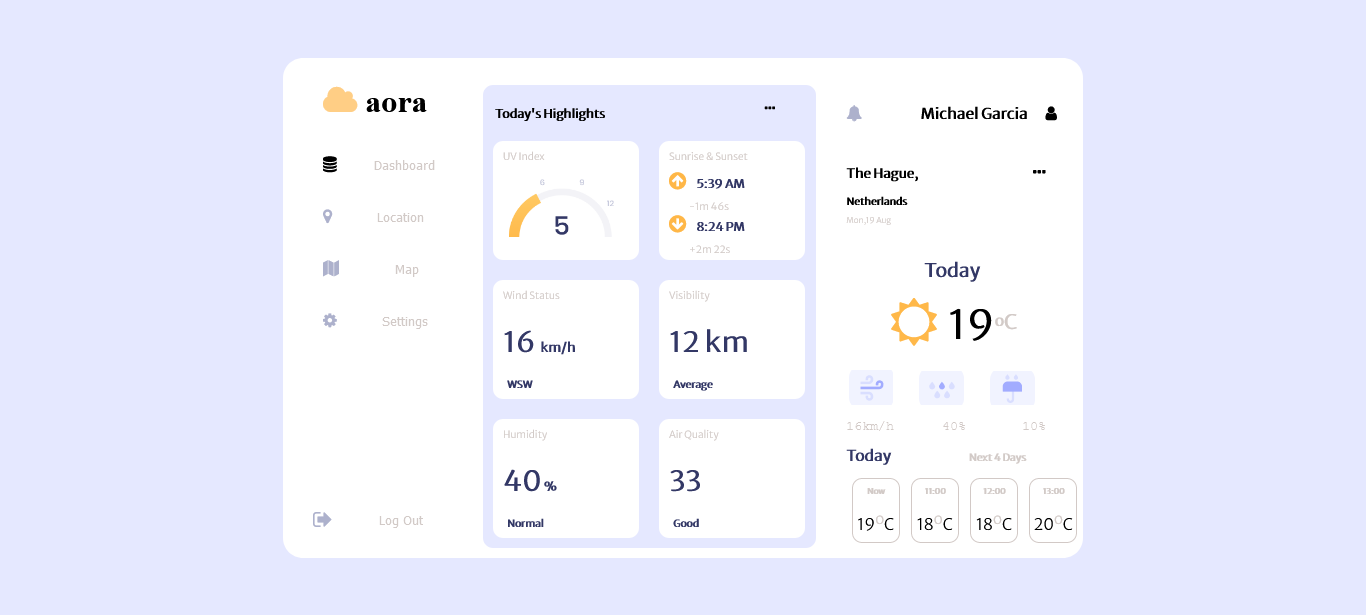 aora
Dashboard
Location
Map
Settings
Log Out
Today's Highlights
UV Index
6 9
12
5
Sunrise & Sunset
5:39 AM
-1m 46s
8:24 PM
+2m 22s
Wind Status
16 km/h
WSW
Visibility
12 km
Average
Humidity
40 %
Normal
Air Quality
33
Good
Michael Garcia
The Hague,
Netherlands
Mon,19 Aug
Today
19 °C
16km/h 40% 10%
Today Next 4 Days
Now 11:00 12:00 13:00
19°C 18°C 18°C 20°C